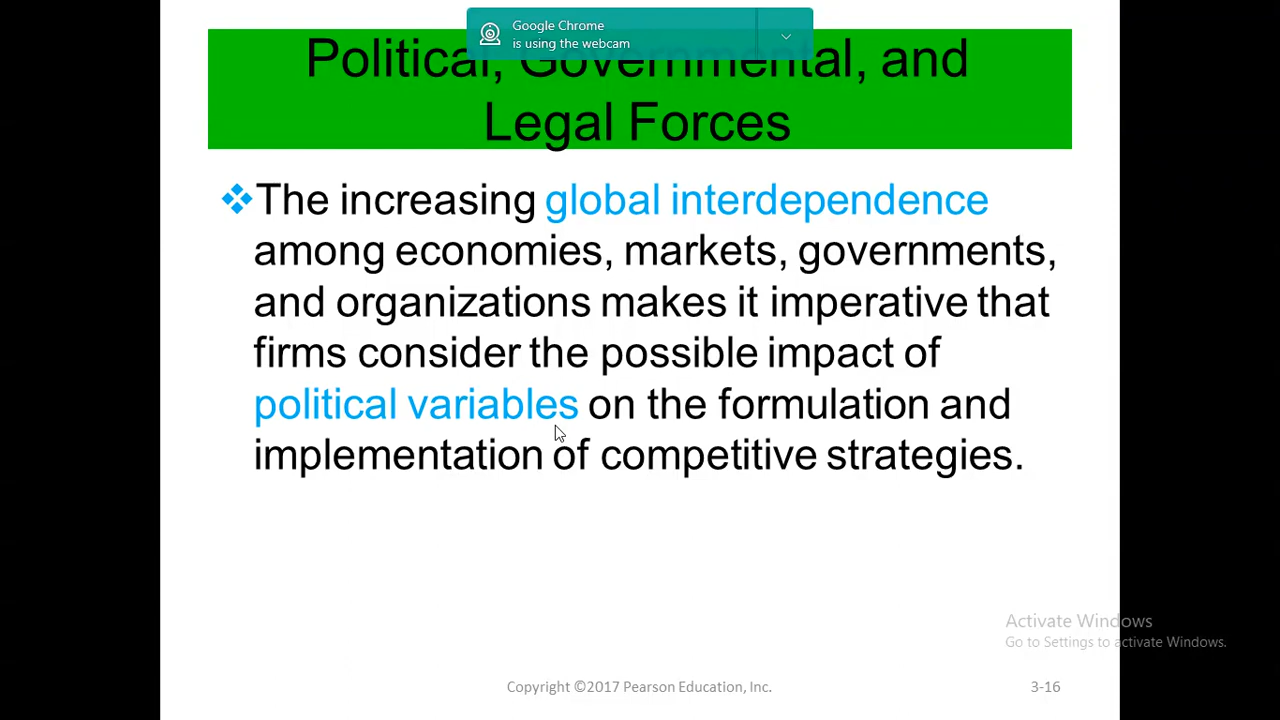 Google Chrome
is using the webcam
Political, Governmental, and
Legal Forces
The increasing global interdependence
among economies, markets, governments,
and organizations makes it imperative that
firms consider the possible impact of
political variables on the formulation and
implementation of competitive strategies.
Activate Windows
Go to Settings to activate Windows.
Copyright ©2017 Pearson Education, Inc.
3-16